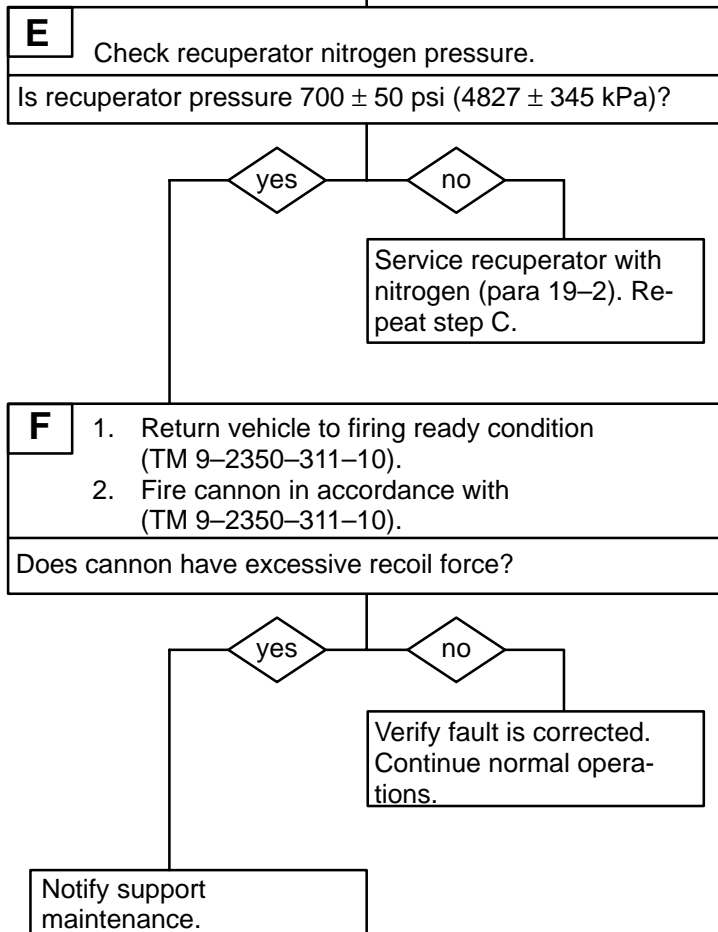 E
Check recuperator nitrogen pressure.
Is recuperator pressure 700 ± 50 psi (4827 ± 345 kPa)?
yes
no
Service recuperator with
nitrogen (para 19–2). Re-
peat step C.
F
1. Return vehicle to firing ready condition
(TM 9–2350–311–10).
2. Fire cannon in accordance with
(TM 9–2350–311–10).
Does cannon have excessive recoil force?
yes
no
Verify fault is corrected.
Continue normal opera-
tions.
Notify support
maintenance.